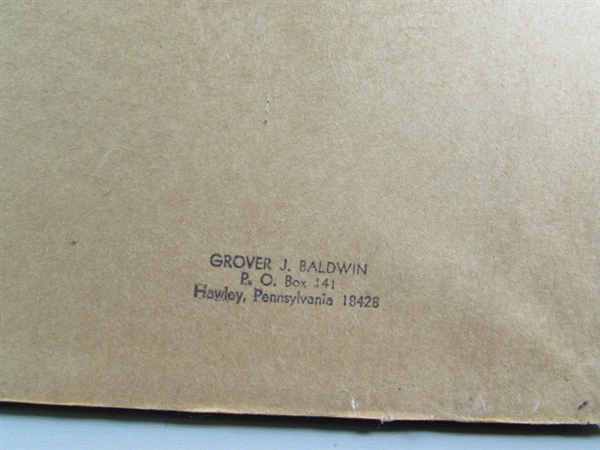 GROVER J. BALDWIN
P. O. Box 141
Hawley, Pennsylvania 18428